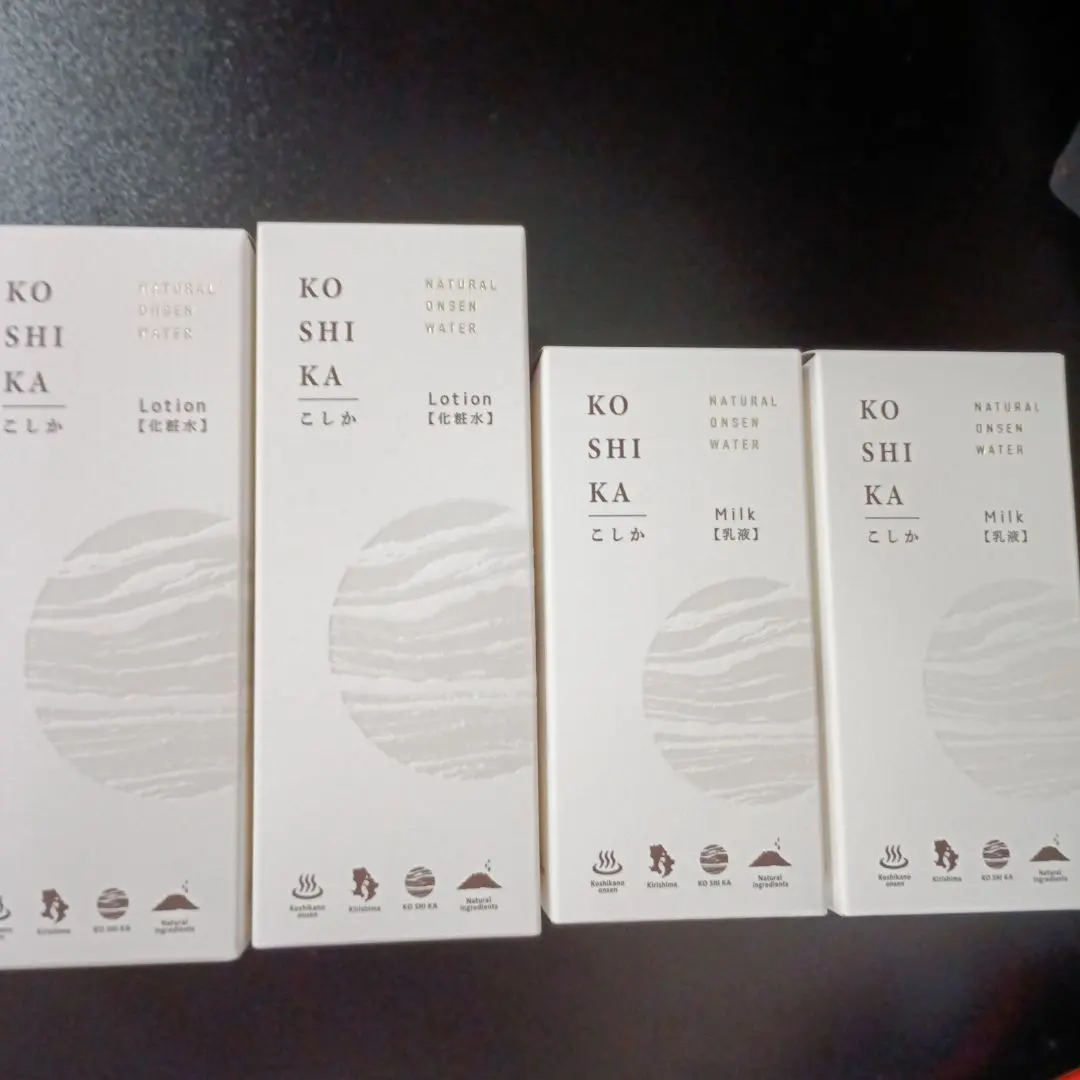 KO
SHI
KA
こしか
NATURAL
ONSEN
WATER
Lotion
【化粧水】
Kirishima
KO SHI KA
Natural
ingredients
KO
SHI
KA
こしか
NATURAL
ONSEN
WATER
Lotion
【化粧水】
Koshikano
onsen
Kirishima
KO SHI KA
Natural
ingredients
KO
SHI
KA
こしか
NATURAL
ONSEN
WATER
Milk
【乳液】
Koshikano
onsen
Kirishima
KO SHI KA
Natural
ingredients
KO
SHI
KA
こしか
NATURAL
ONSEN
WATER
Milk
【乳液】
Koshikano
onsen
Kirishima
KO SHI KA
Natural
ingredients